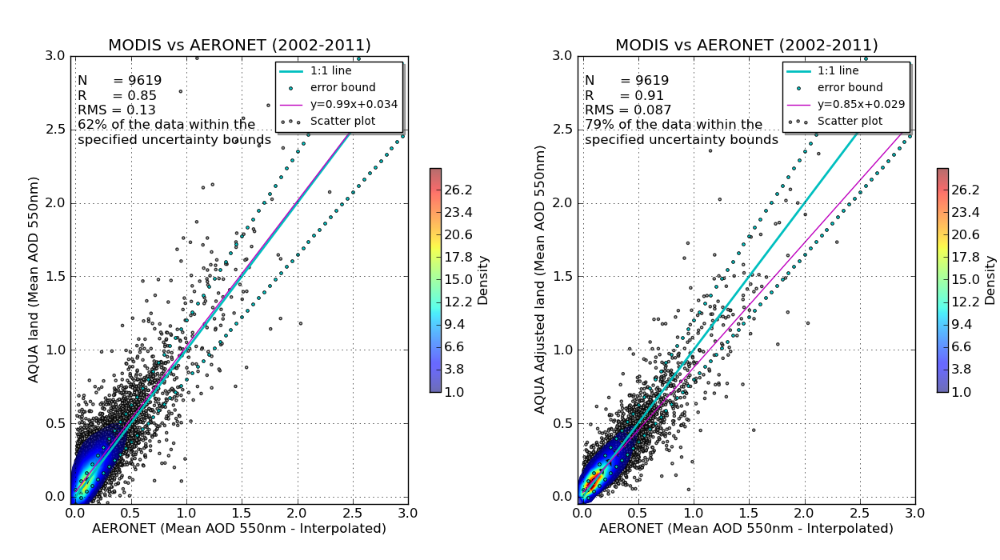 MODIS vs AERONET (2002-2011)
3.0
2.5
2.0
1.5
1.0
0.5
0.0
AQUA land (Mean AOD 550nm)
N = 9619
R = 0.85
RMS = 0.13
62% of the data within the
specified uncertainty bounds
1:1 line
error bound
y=0.99x+0.034
Scatter plot
0.0 0.5 1.0 1.5 2.0 2.5 3.0
AERONET (Mean AOD 550nm - Interpolated)
26.2
23.4
20.6
17.8
15.0
12.2
9.4
6.6
3.8
1.0
Density
MODIS vs AERONET (2002-2011)
3.0
2.5
2.0
1.5
1.0
0.5
0.0
AQUA Adjusted land (Mean AOD 550nm)
N = 9619
R = 0.91
RMS = 0.087
79% of the data within the
specified uncertainty bounds
1:1 line
error bound
y=0.85x+0.029
Scatter plot
0.0 0.5 1.0 1.5 2.0 2.5 3.0
AERONET (Mean AOD 550nm - Interpolated)
26.2
23.4
20.6
17.8
15.0
12.2
9.4
6.6
3.8
1.0
Density